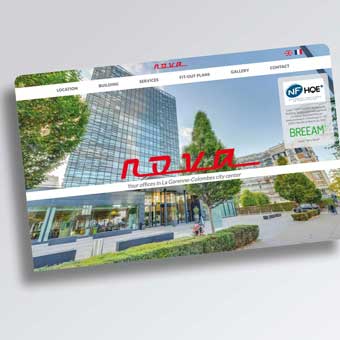 nova
LOCATION BUILDING SERVICES FIT-OUT PLANS GALLERY CONTACT
NF HQE
BREEAM
nova
Your offices in La Garenne-Colombes city center